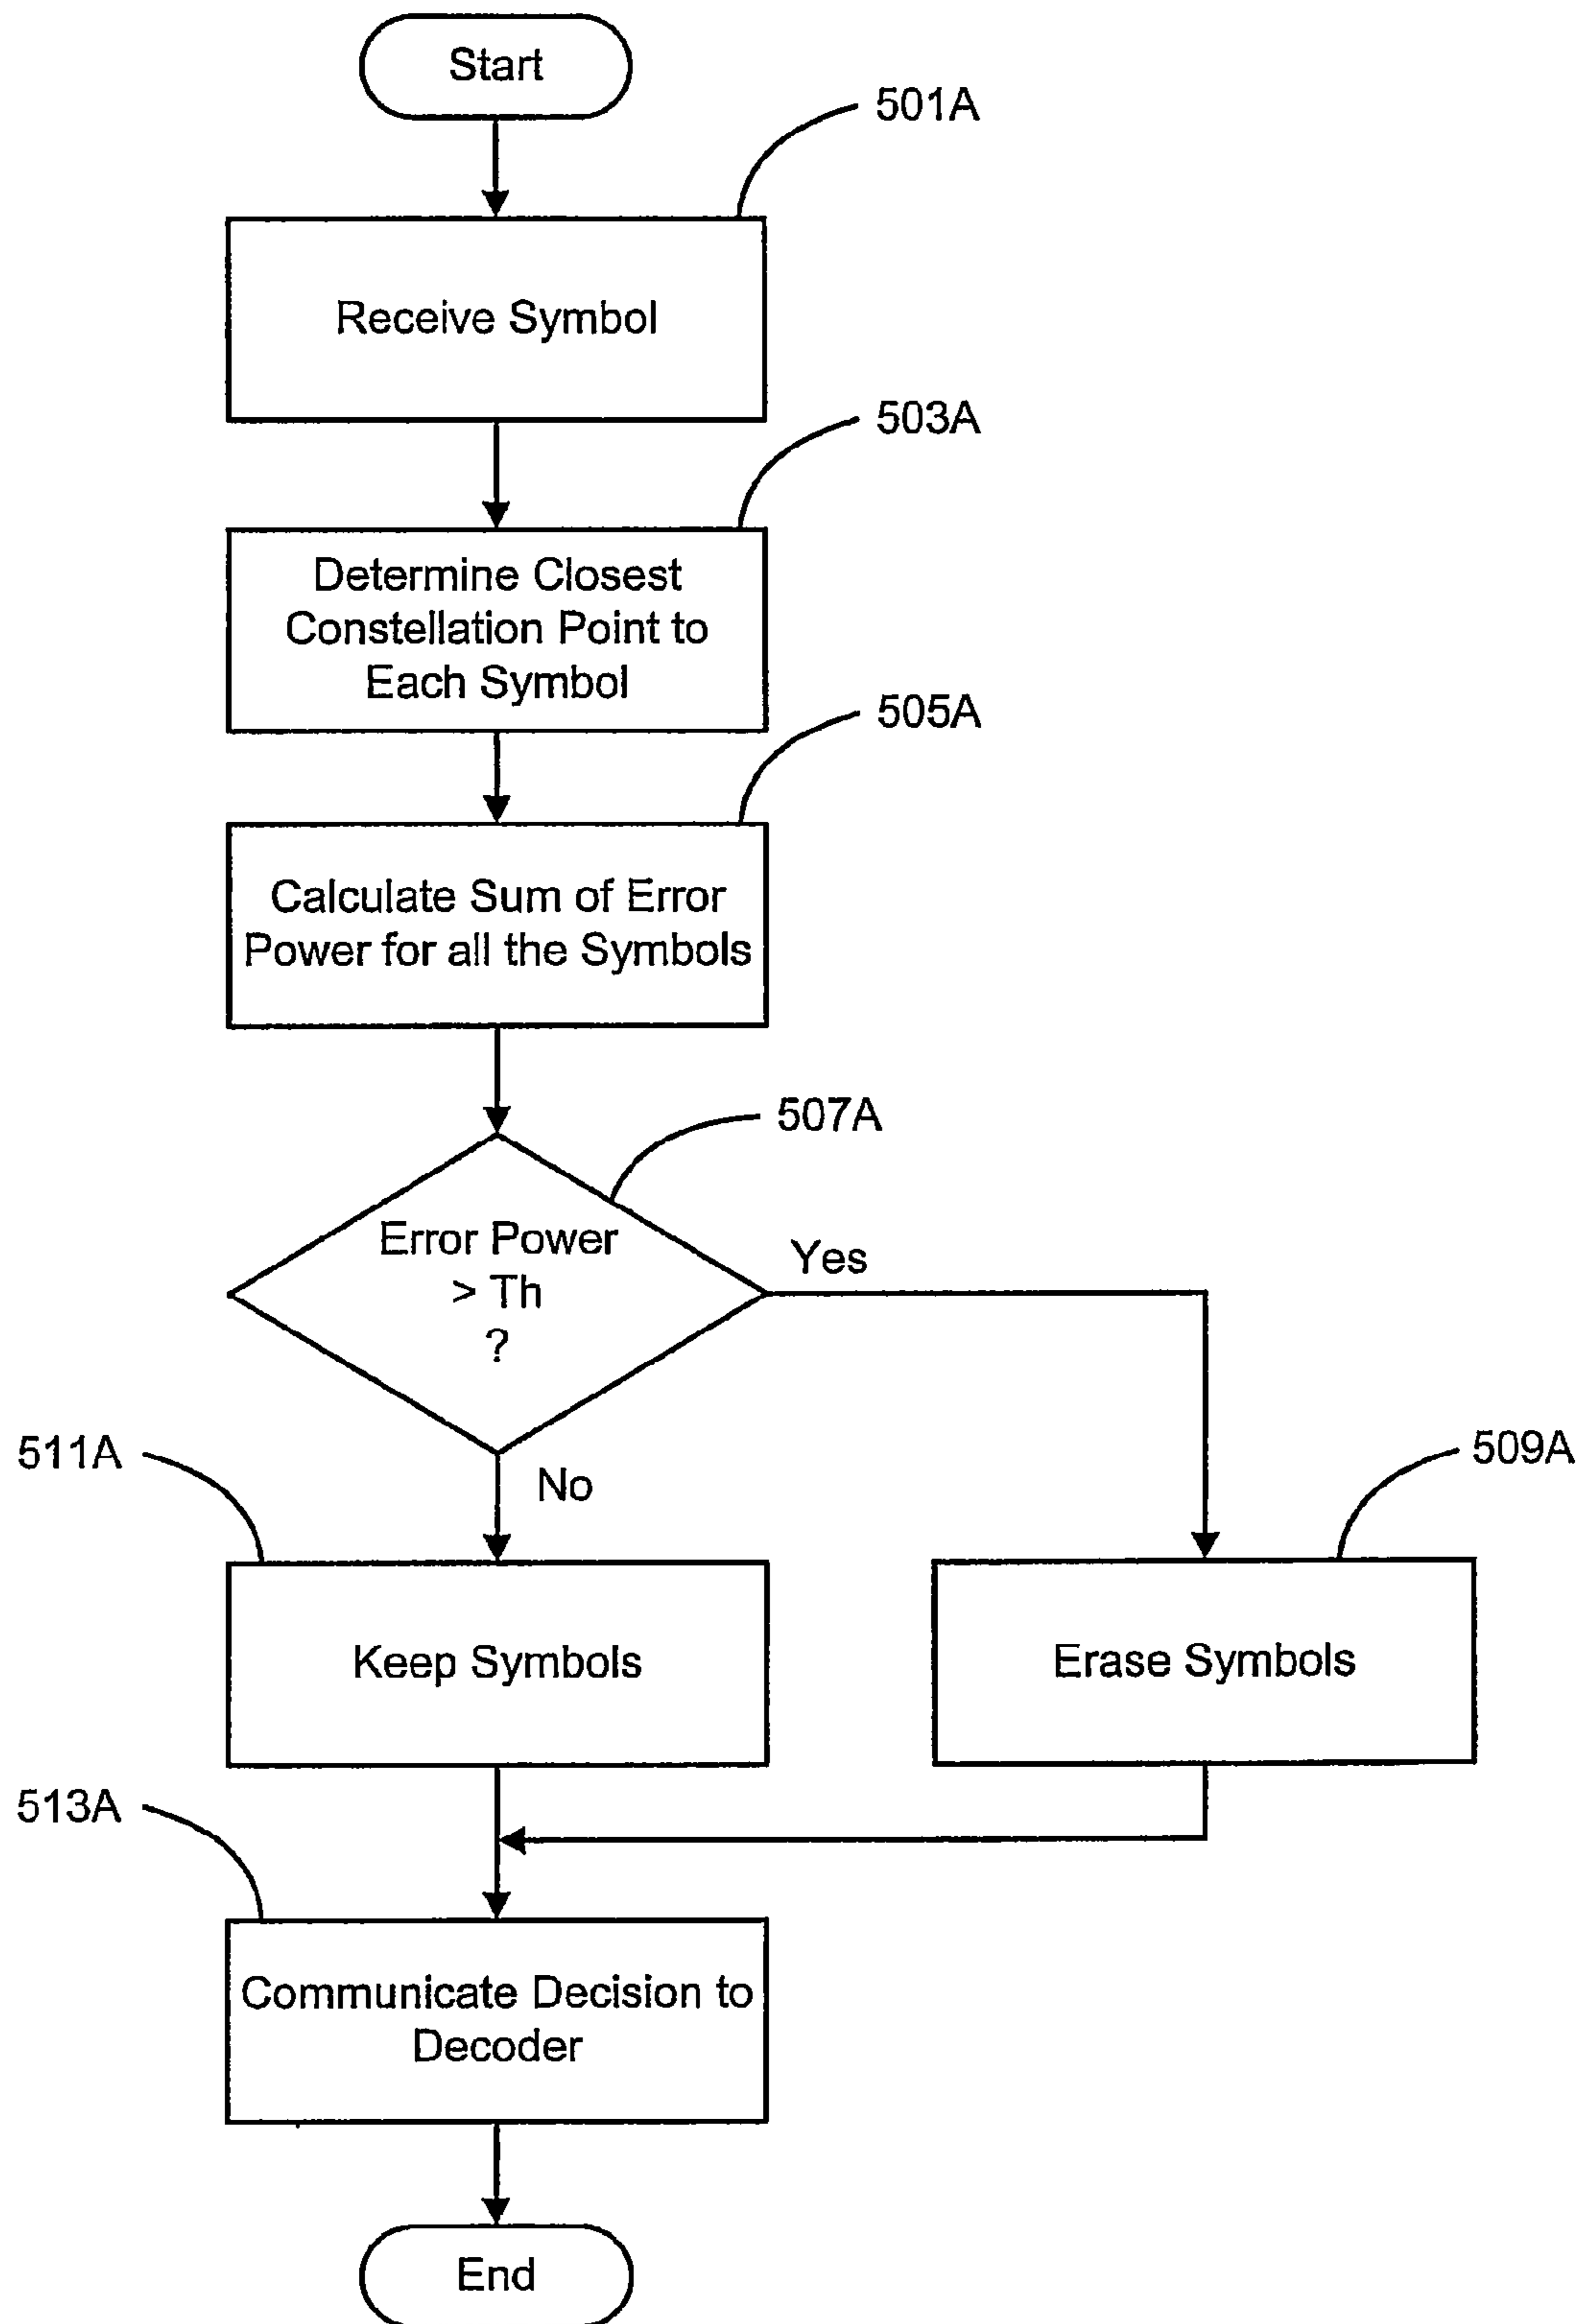 Start
501A
Receive Symbol
503A
Determine Closest
Constellation Point to
Each Symbol
505A
Calculate Sum of Error
Power for all the Symbols
507A
Error Power
> Th
?
Yes
No
511A
509A
Keep Symbols
Erase Symbols
513A
Communicate Decision to
Decoder
End